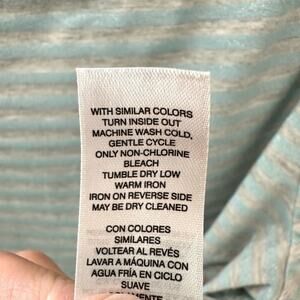 WITH SIMILAR COLORS
TURN INSIDE OUT
MACHINE WASH COLD,
GENTLE CYCLE
ONLY NON-CHLORINE
BLEACH
TUMBLE DRY LOW
WARM IRON
IRON ON REVERSE SIDE
MAY BE DRY CLEANED
CON COLORES
SIMILARES
VOLTEAR AL REVÉS
LAVAR A MÁQUINA CON
AGUA FRÍA EN CICLO
SUAVE